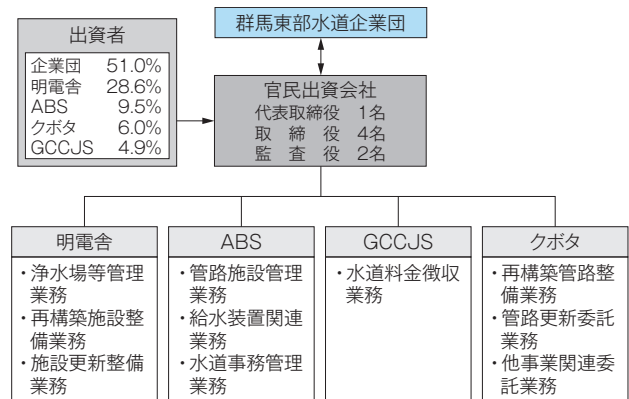 群馬東部水道企業団
出資者
企業団 51.0%
明電舎 28.6%
ABS 9.5%
クボタ 6.0%
GCCJS 4.9%
官民出資会社
代表取締役 1名
取締役 4名
監査役 2名
明電舎
・浄水場等管理
業務
・再構築施設整
備業務
・施設更新整備
業務
ABS
・管路施設管理
業務
・給水装置関連
業務
・水道事務管理
業務
GCCJS
・水道料金徴収
業務
クボタ
・再構築管路整
備業務
・管路更新委託
業務
・他事業関連委
託業務